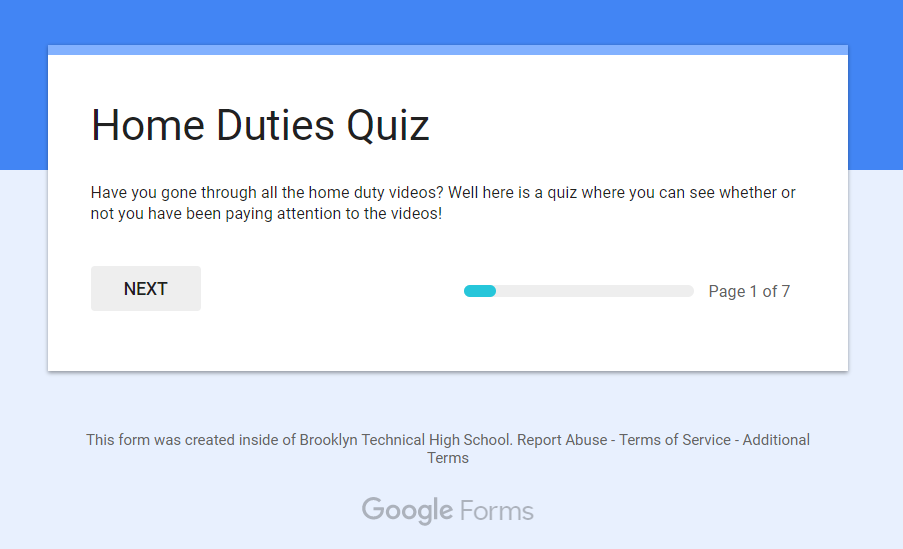 Home Duties Quiz
Have you gone through all the home duty videos? Well here is a quiz where you can see whether or
not you have been paying attention to the videos!
NEXT
Page 1 of 7
This form was created inside of Brooklyn Technical High School. Report Abuse - Terms of Service - Additional
Terms
Google Forms